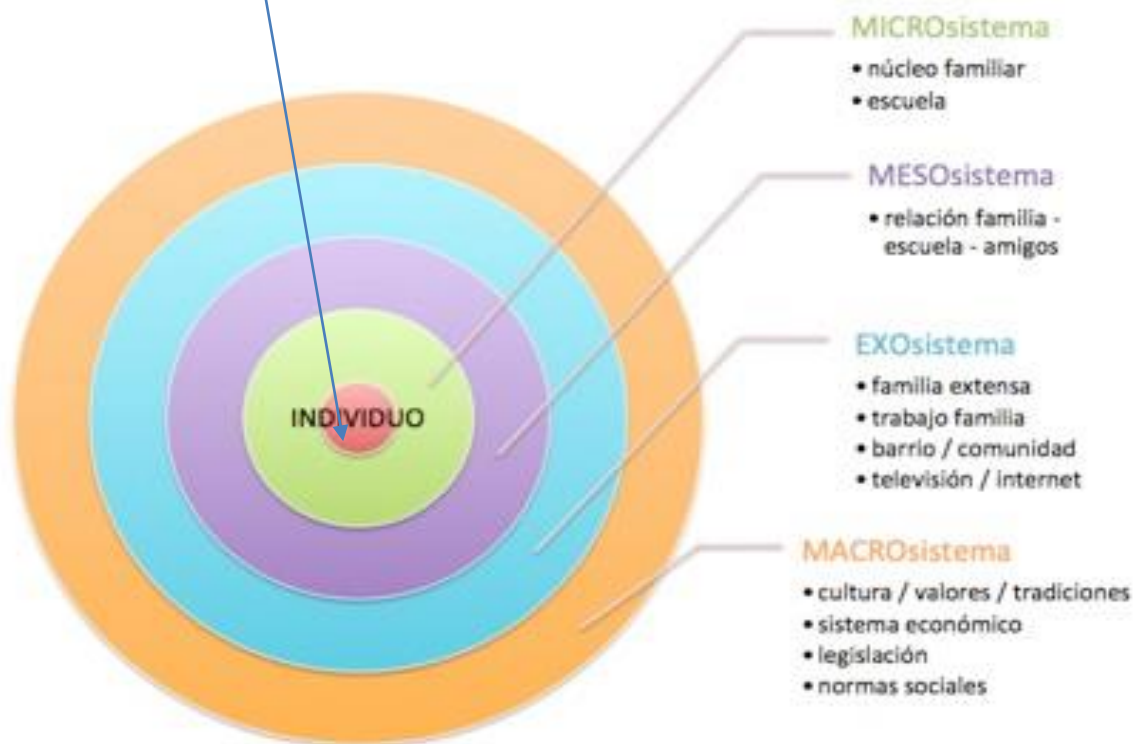 MICROsistema
• núcleo familiar
• escuela
MESOsistema
• relación familia -
escuela - amigos
EXOsistema
• familia extensa
• trabajo familia
• barrio / comunidad
• televisión / internet
INDIVIDUO
MACROsistema
• cultura / valores / tradiciones
• sistema económico
• legislación
• normas sociales